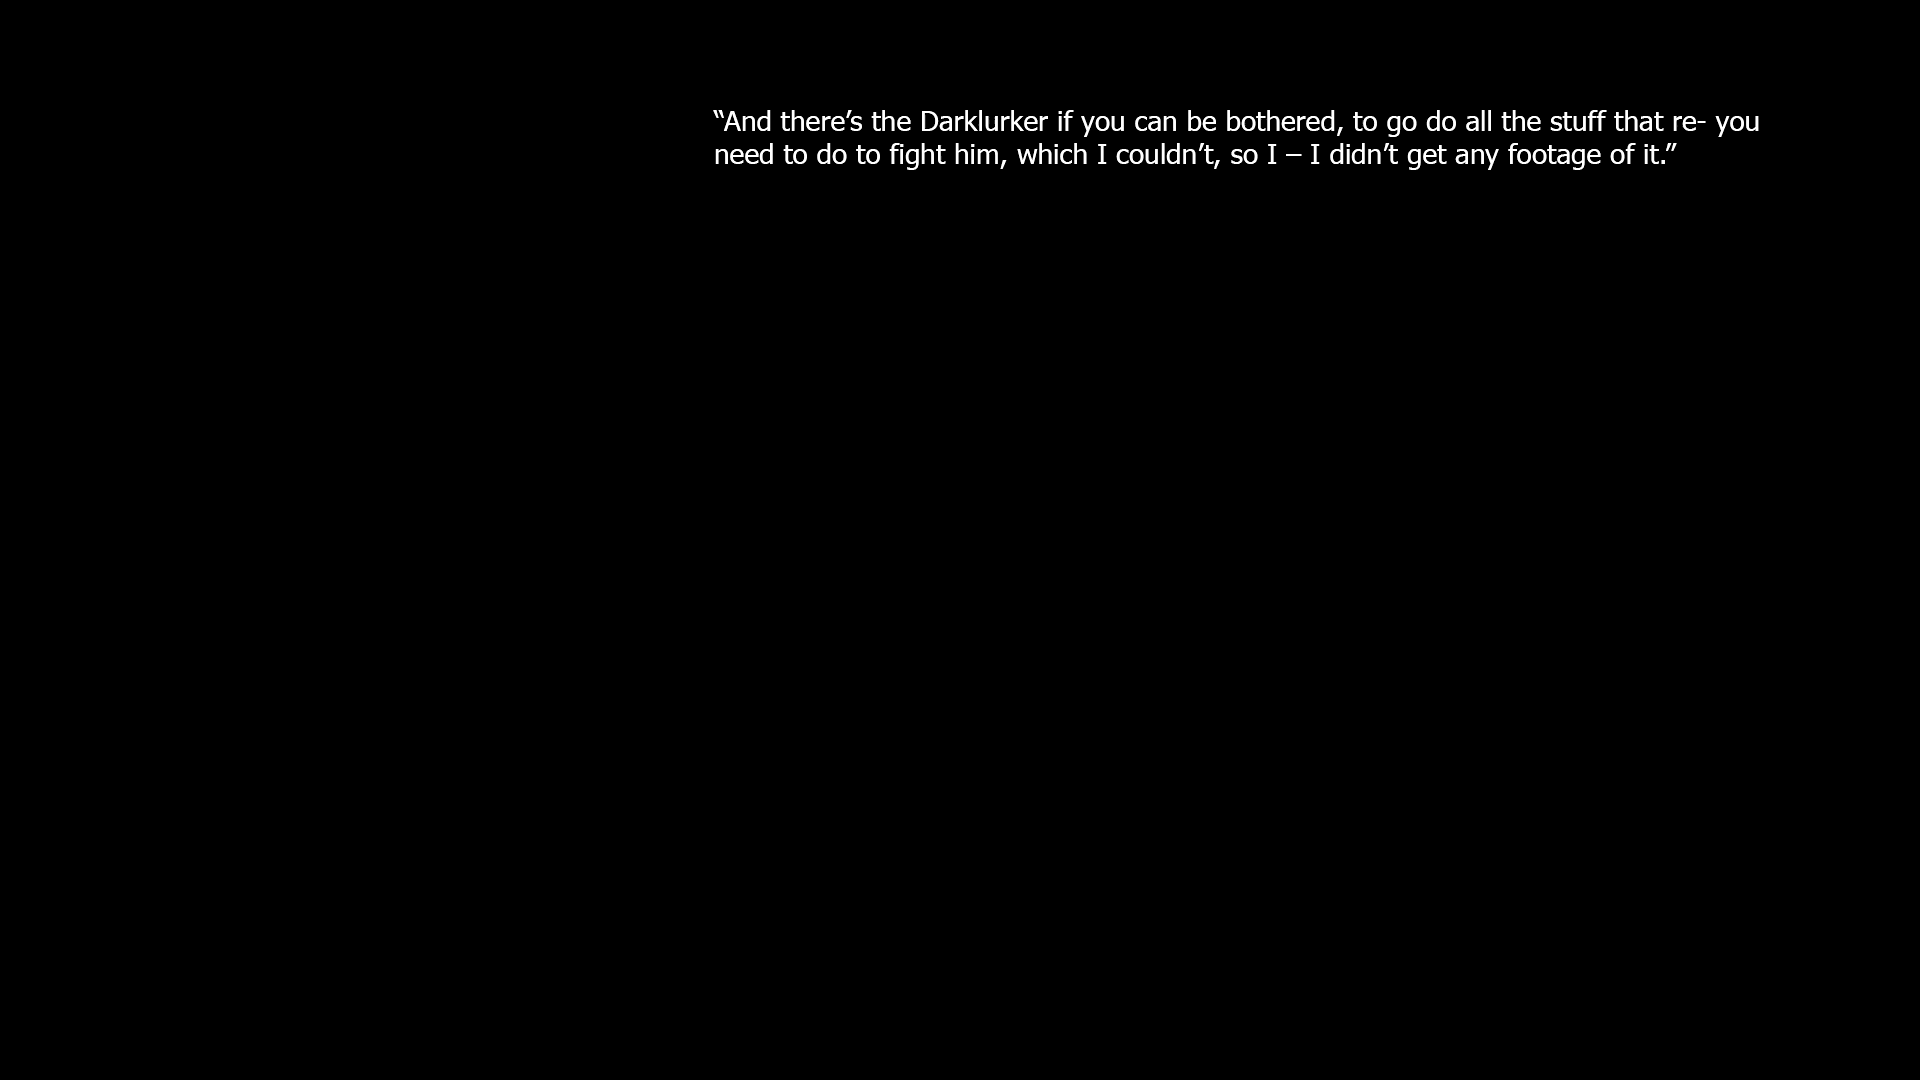 “And there’s the Darklurker if you can be bothered, to go do all the stuff that re- you
need to do to fight him, which I couldn’t, so I – I didn’t get any footage of it.”